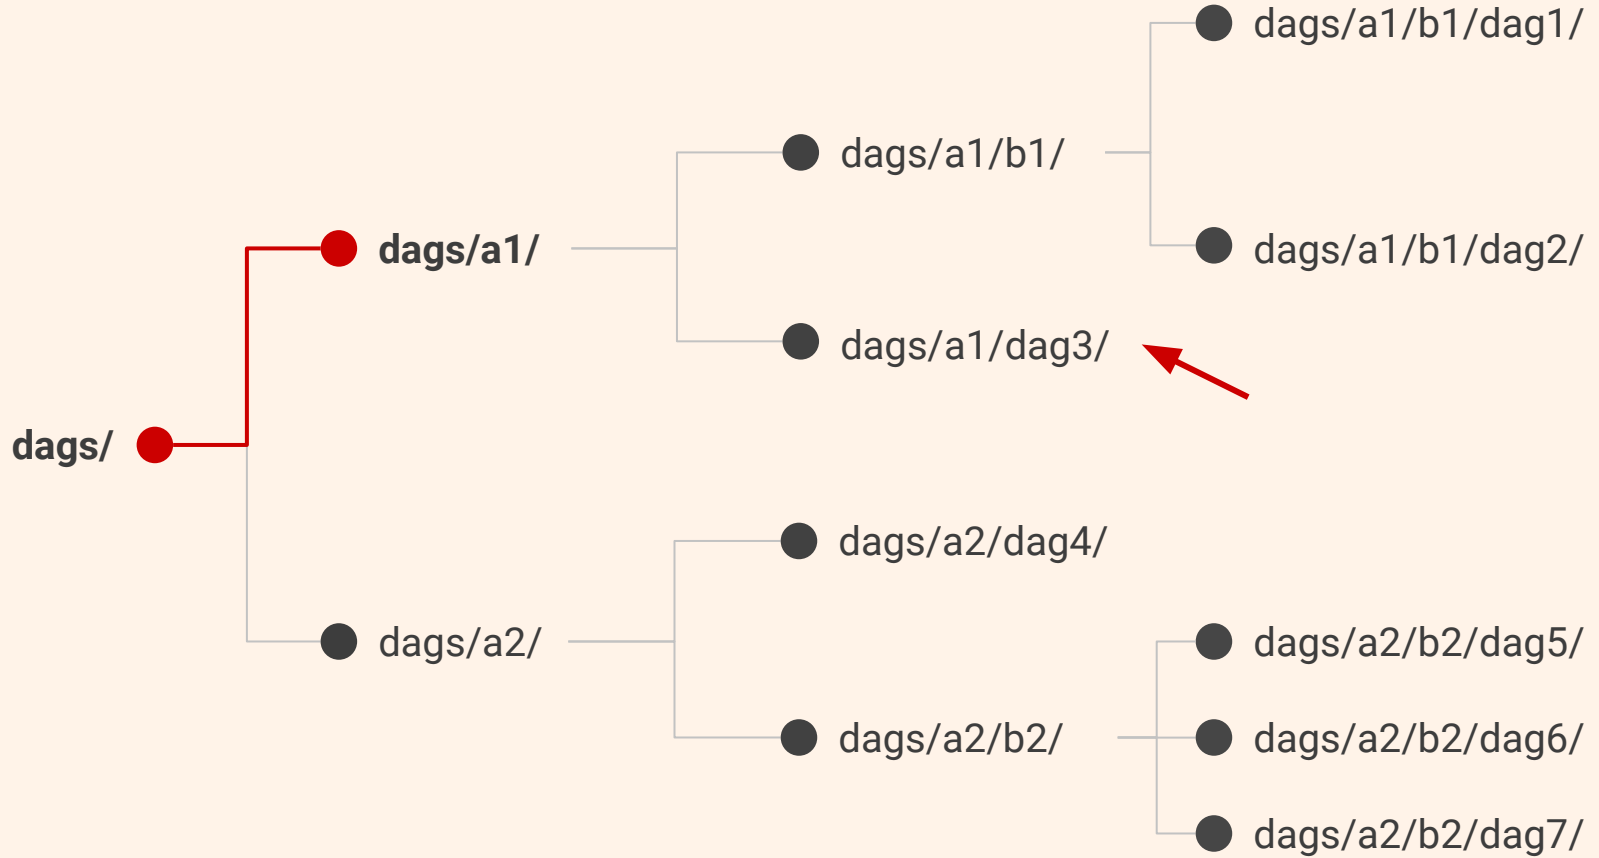 dags/a1/b1/dag1/
dags/a1/b1/
dags/a1/
dags/a1/b1/dag2/
dags/a1/dag3/
dags/
dags/a2/dag4/
dags/a2/
dags/a2/b2/dag5/
dags/a2/b2/
dags/a2/b2/dag6/
dags/a2/b2/dag7/